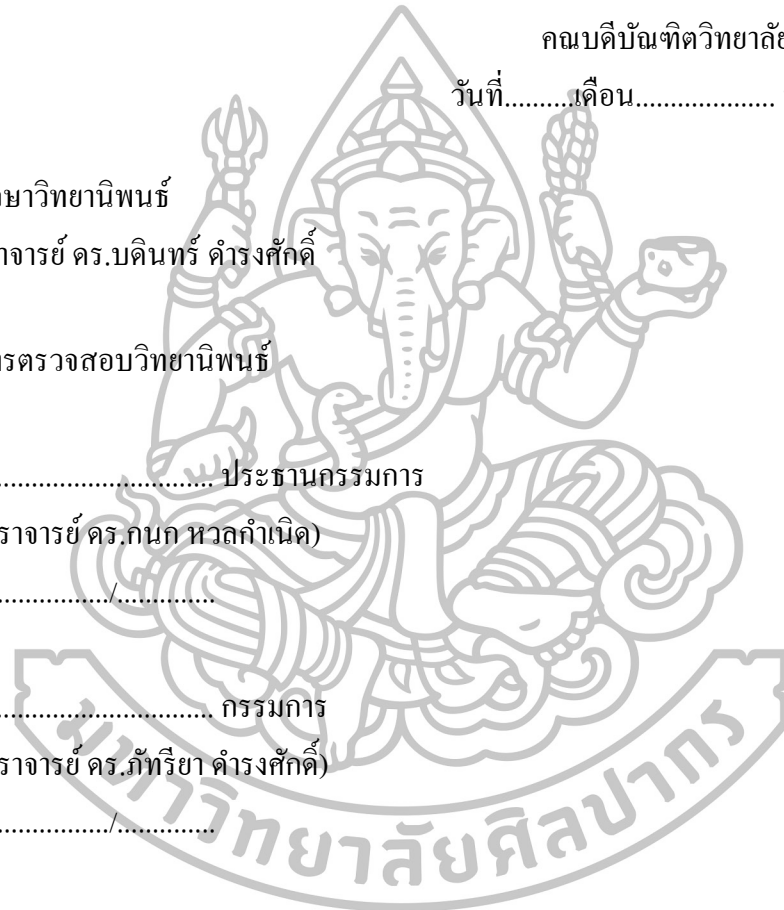 คณบดีบัณฑิตวิทยาลัย
วันที่..........เดือน....................
ษาวิทยานิพนธ์
าจารย์ ดร.บดินทร์ ดำรงศักดิ์
รตรวจสอบวิทยานิพนธ์
............................... ประธานกรรมการ
ราจารย์ ดร.กนก หวลกำเนิด)
................/..............
............................... กรรมการ
ราจารย์ ดร.ภัทรียา ดำรงศักดิ์)
................/..............
มหาวิทยาลัยศิลปากร